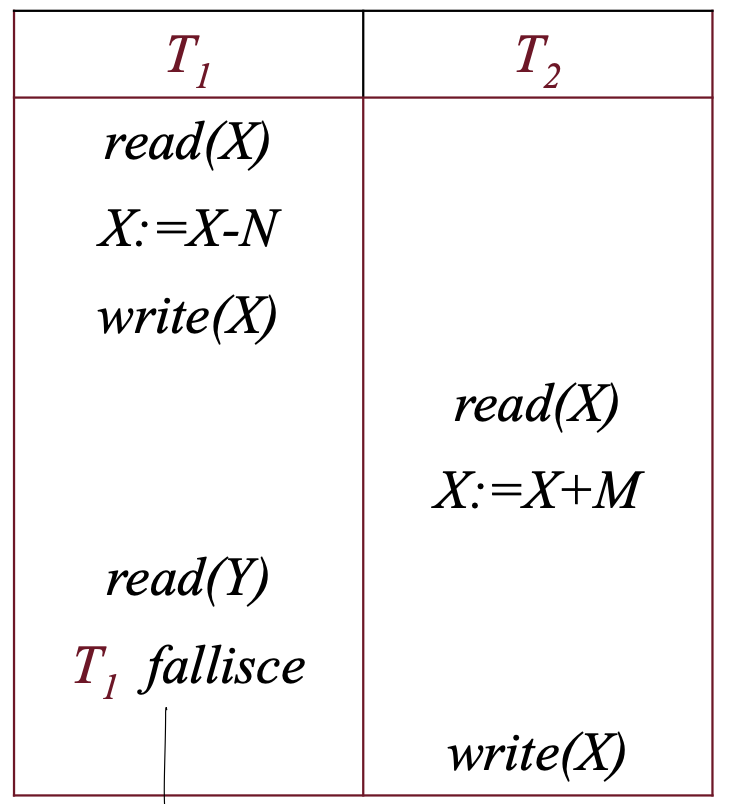 T1 T2
read(X)
X:=X-N
write(X)
read(X)
X:=X+M
read(Y)
T1 fallisce
write(X)